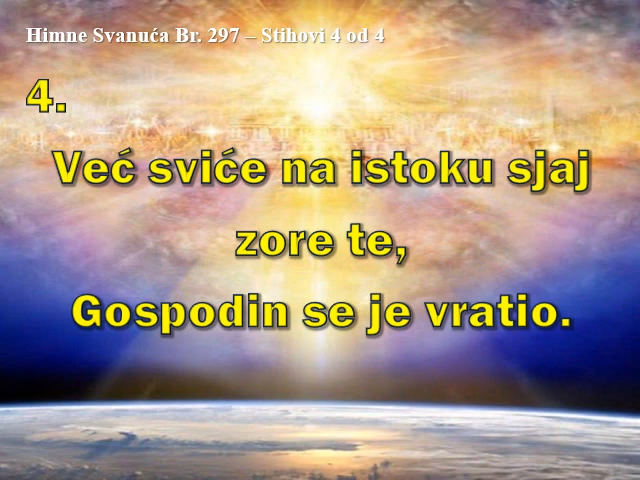 Himne Svanuća Br. 297 – Stihovi 4 od 4
4.
Već sviće na istoku sjaj
zore te,
Gospodin se je vratio.